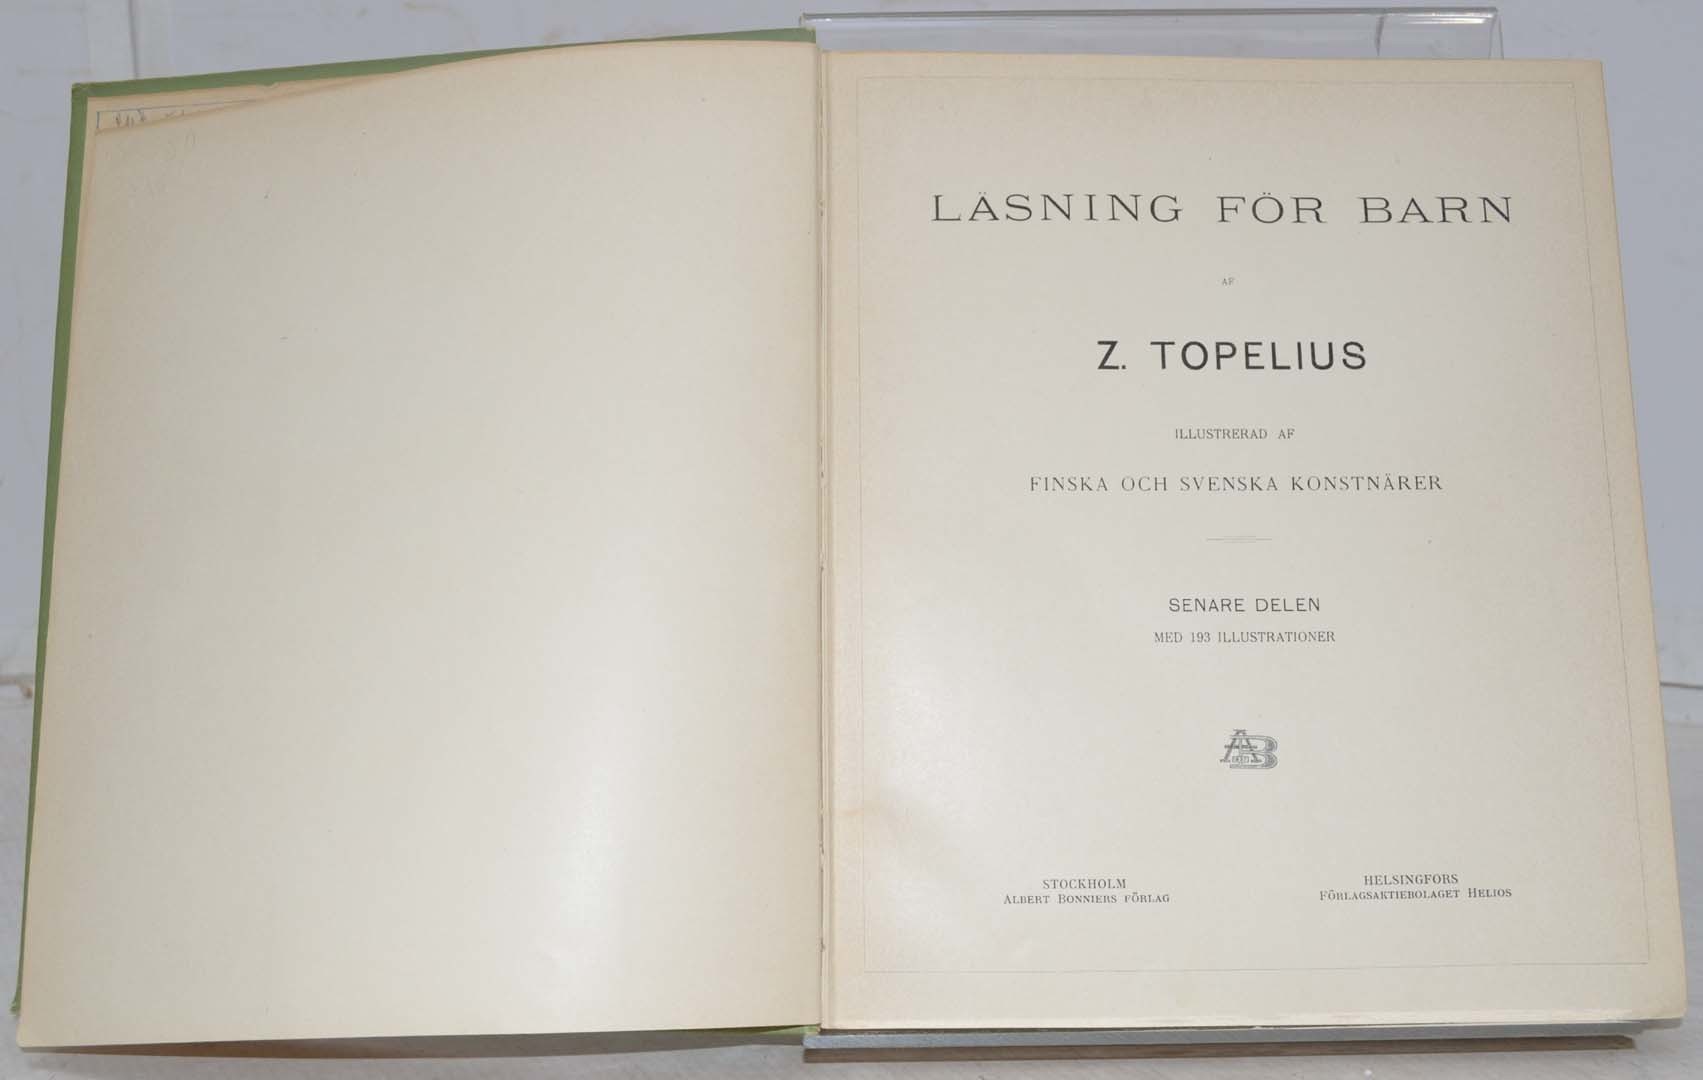 LÄSNING FÖR BARN
AF
Z. TOPELIUS
ILLUSTRERAD AF
FINSKA OCH SVENSKA KONSTNÄRER
SENARE DELEN
MED 193 ILLUSTRATIONER
STOCKHOLM
ALBERT BONNIERS FÖRLAG
HELSINGFORS
FÖRLAGSAKTIEBOLAGET HELIOS